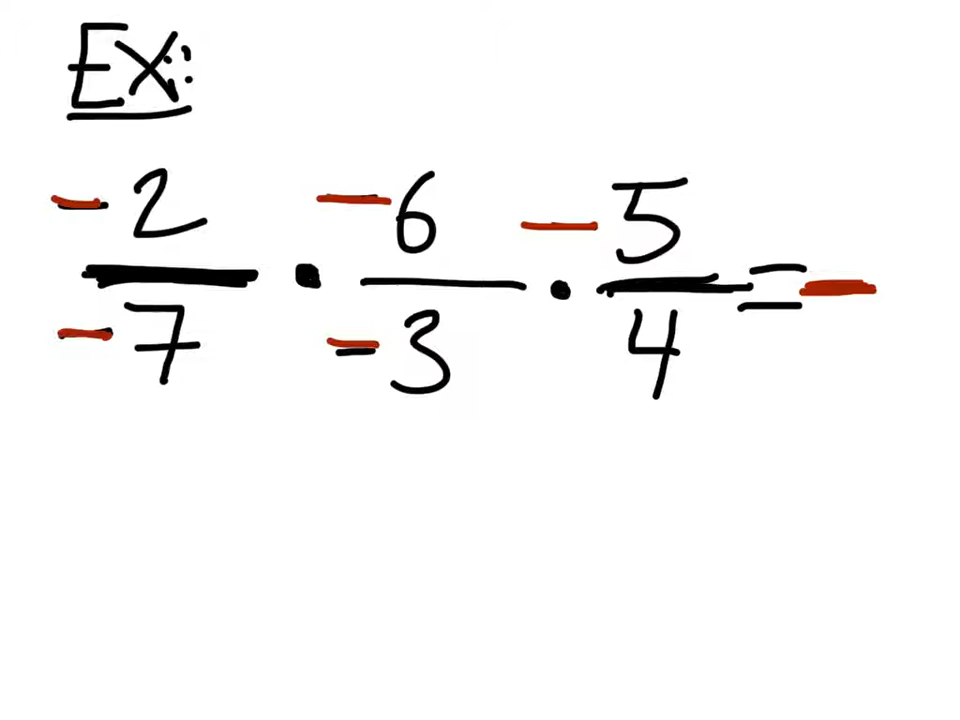 EX:
-2/-7 · -6/-3 · -5/4 = -